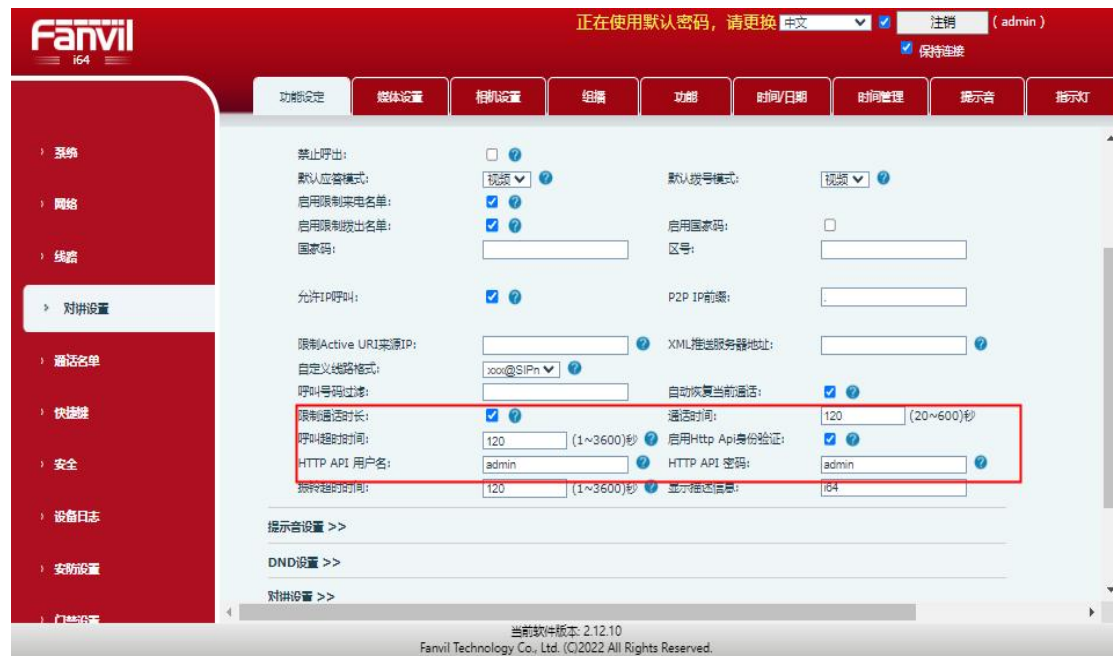 Fanvil
i64
正在使用默认密码，请更换 中文 注销 ( admin )
保持连接
功能设定 媒体设置 相机设置 组播 功能 时间/日期 时间管理 提示音 指示灯
› 系统
› 网络
› 线路
› 对讲设置
› 通话名单
› 快捷键
› 安全
› 设备日志
› 安防设置
› 门禁设置
禁止呼出:
默认应答模式: 视频 默认拨号模式: 视频
启用限制来电名单:
启用限制拨出名单: 启用国家码:
国家码: 区号:
允许IP呼叫: P2P IP前缀: .
限制Active URI来源IP: XML推送服务器地址:
自定义线路格式: xxx@SIPn
呼叫号码过滤: 自动恢复当前通话:
限制通话时长: 通话时间: 120 (20~600)秒
呼叫超时时间: 120 (1~3600)秒 启用Http Api身份验证:
HTTP API 用户名: admin HTTP API 密码: admin
振铃超时时间: 120 (1~3600)秒 显示描述信息: i64
提示音设置 >>
DND设置 >>
对讲设置 >>
当前软件版本: 2.12.10
Fanvil Technology Co., Ltd. (C)2022 All Rights Reserved.